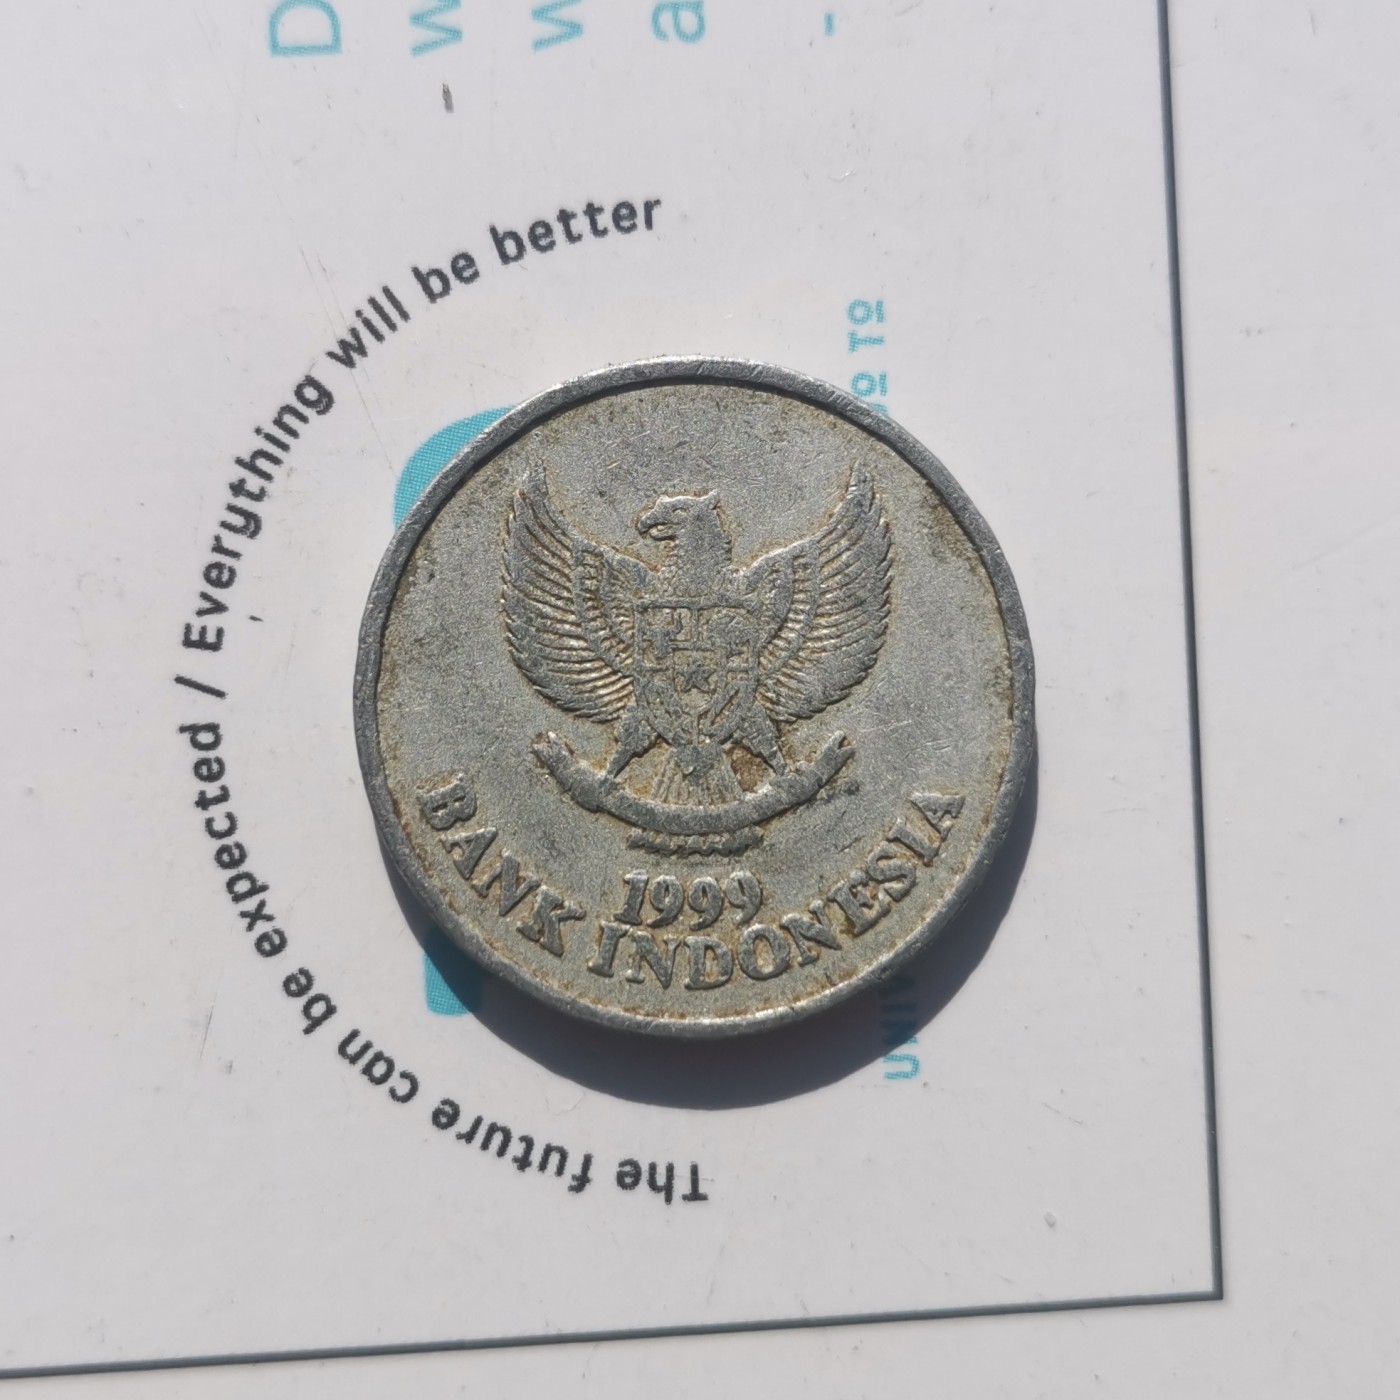 The future can be expected / Everything will be better
1999
BANK INDONESIA